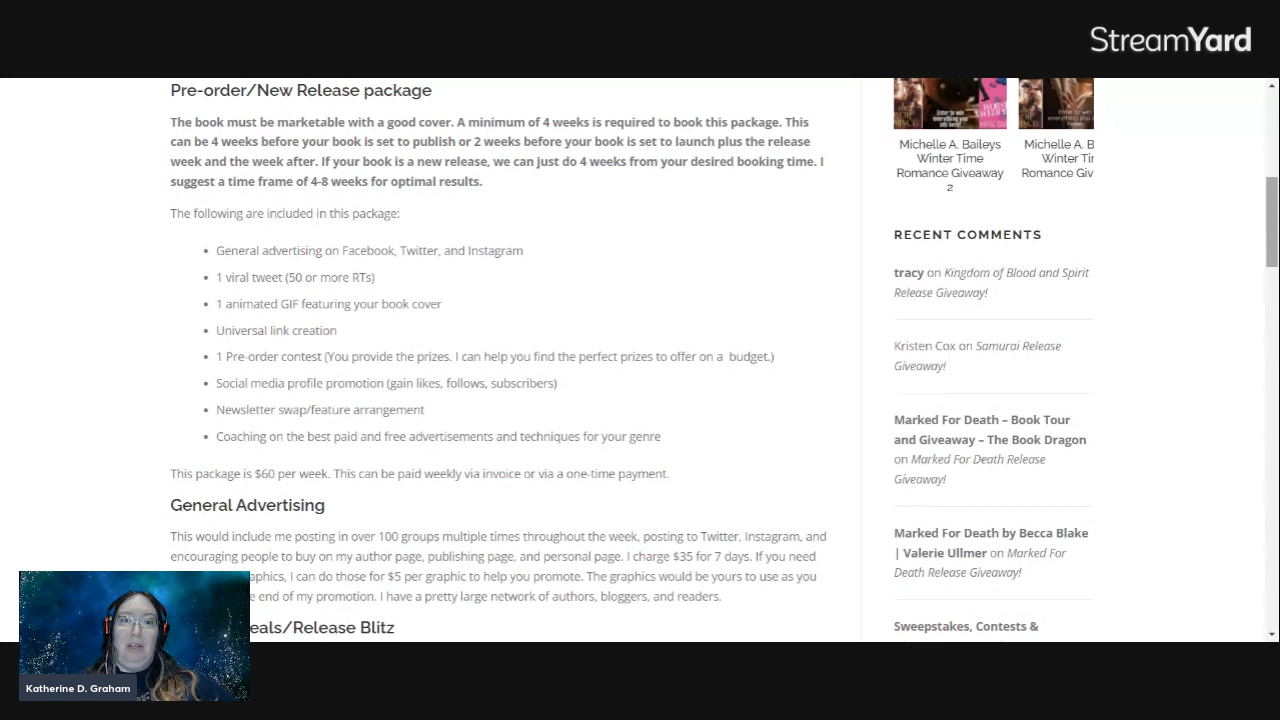 StreamYard
Pre-order/New Release package
The book must be marketable with a good cover. A minimum of 4 weeks is required to book this package. This
can be 4 weeks before your book is set to publish or 2 weeks before your book is set to launch plus the release
week and the week after. If your book is a new release, we can just do 4 weeks from your desired booking time. I
suggest a time frame of 4-8 weeks for optimal results.
The following are included in this package:
• General advertising on Facebook, Twitter, and Instagram
• 1 viral tweet (50 or more RTs)
• 1 animated GIF featuring your book cover
• Universal link creation
• 1 Pre-order contest (You provide the prizes. I can help you find the perfect prizes to offer on a budget.)
• Social media profile promotion (gain likes, follows, subscribers)
• Newsletter swap/feature arrangement
• Coaching on the best paid and free advertisements and techniques for your genre
This package is $60 per week. This can be paid weekly via invoice or via a one-time payment.
General Advertising
This would include me posting in over 100 groups multiple times throughout the week, posting to Twitter, Instagram, and
encouraging people to buy on my author page, publishing page, and personal page. I charge $35 for 7 days. If you need
aphics, I can do those for $5 per graphic to help you promote. The graphics would be yours to use as you
e end of my promotion. I have a pretty large network of authors, bloggers, and readers.
eals/Release Blitz
Michelle A. Baileys
Winter Time
Romance Giveaway
2
Michelle A. B
Winter Tir
Romance Giv
RECENT COMMENTS
tracy on Kingdom of Blood and Spirit
Release Giveaway!
Kristen Cox on Samurai Release
Giveaway!
Marked For Death – Book Tour
and Giveaway – The Book Dragon
on Marked For Death Release
Giveaway!
Marked For Death by Becca Blake
| Valerie Ullmer on Marked For
Death Release Giveaway!
Sweepstakes, Contests &
Katherine D. Graham